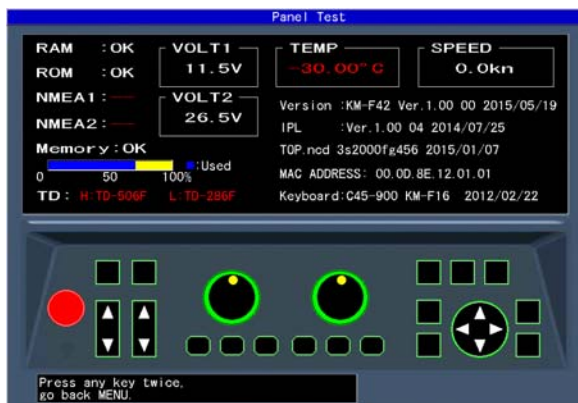 Panel Test
RAM :OK
ROM :OK
NMEA1:---
NMEA2:---
Memory:OK
:Used
0 50 100%
TD: H:TD-506F L:TD-286F
VOLT1
11.5V
VOLT2
26.5V
TEMP
-30.00°C
SPEED
0.0kn
Version :KM-F42 Ver.1.00 00 2015/05/19
IPL :Ver.1.00 04 2014/07/25
TOP.ncd 3s2000fg456 2015/01/07
MAC ADDRESS: 00.0D.8E.12.01.01
Keyboard:C45-900 KM-F16 2012/02/22
Press any key twice,
go back MENU.